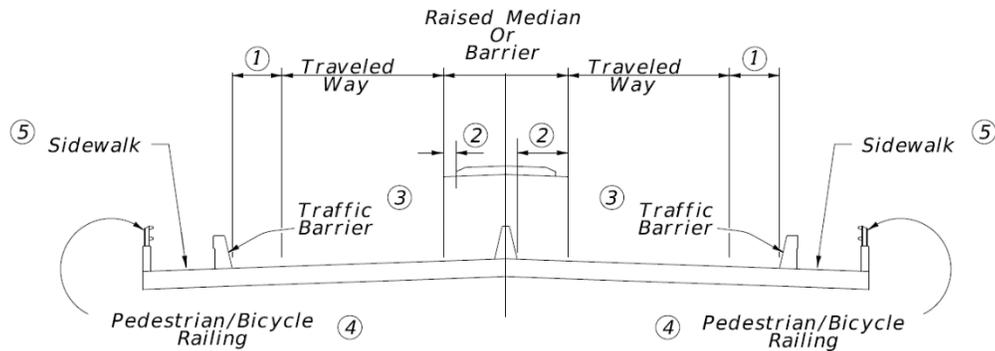 Raised Median
Or
Barrier
①
Traveled
Way
Traveled
Way
①
⑤
Sidewalk
②
②
Sidewalk
⑤
③
Traffic
Barrier
③
Traffic
Barrier
Pedestrian/Bicycle
Railing
④
④
Pedestrian/Bicycle
Railing